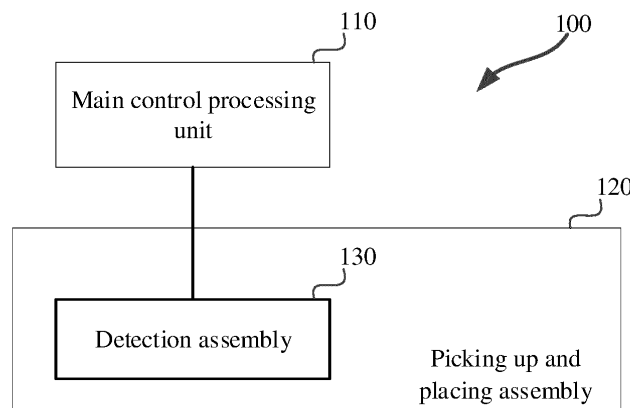 110
100
Main control processing
unit
120
130
Detection assembly
Picking up and
placing assembly